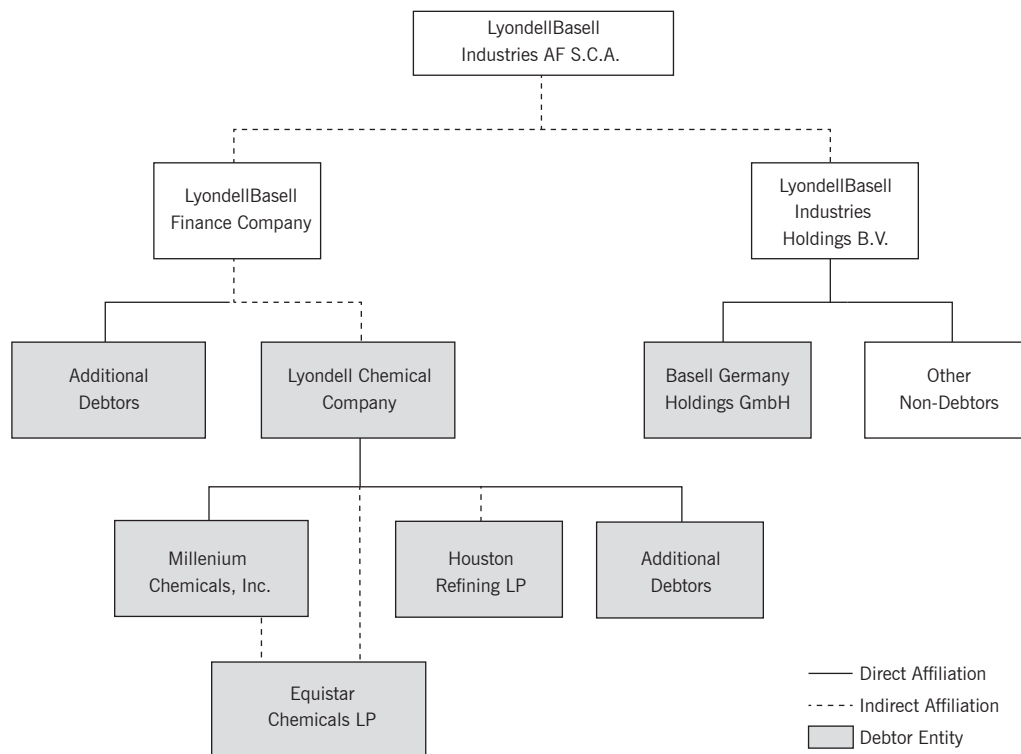 LyondellBasell
Industries AF S.C.A.
LyondellBasell
Finance Company
LyondellBasell
Industries
Holdings B.V.
Additional
Debtors
Lyondell Chemical
Company
Basell Germany
Holdings GmbH
Other
Non-Debtors
Millenium
Chemicals, Inc.
Houston
Refining LP
Additional
Debtors
Equistar
Chemicals LP
Direct Affiliation
Indirect Affiliation
Debtor Entity